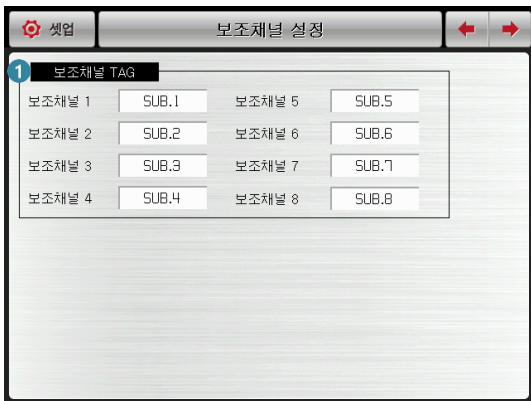 셋업 보조채널 설정
1 보조채널 TAG
보조채널 1 SUB.1 보조채널 5 SUB.5
보조채널 2 SUB.2 보조채널 6 SUB.6
보조채널 3 SUB.3 보조채널 7 SUB.7
보조채널 4 SUB.4 보조채널 8 SUB.8